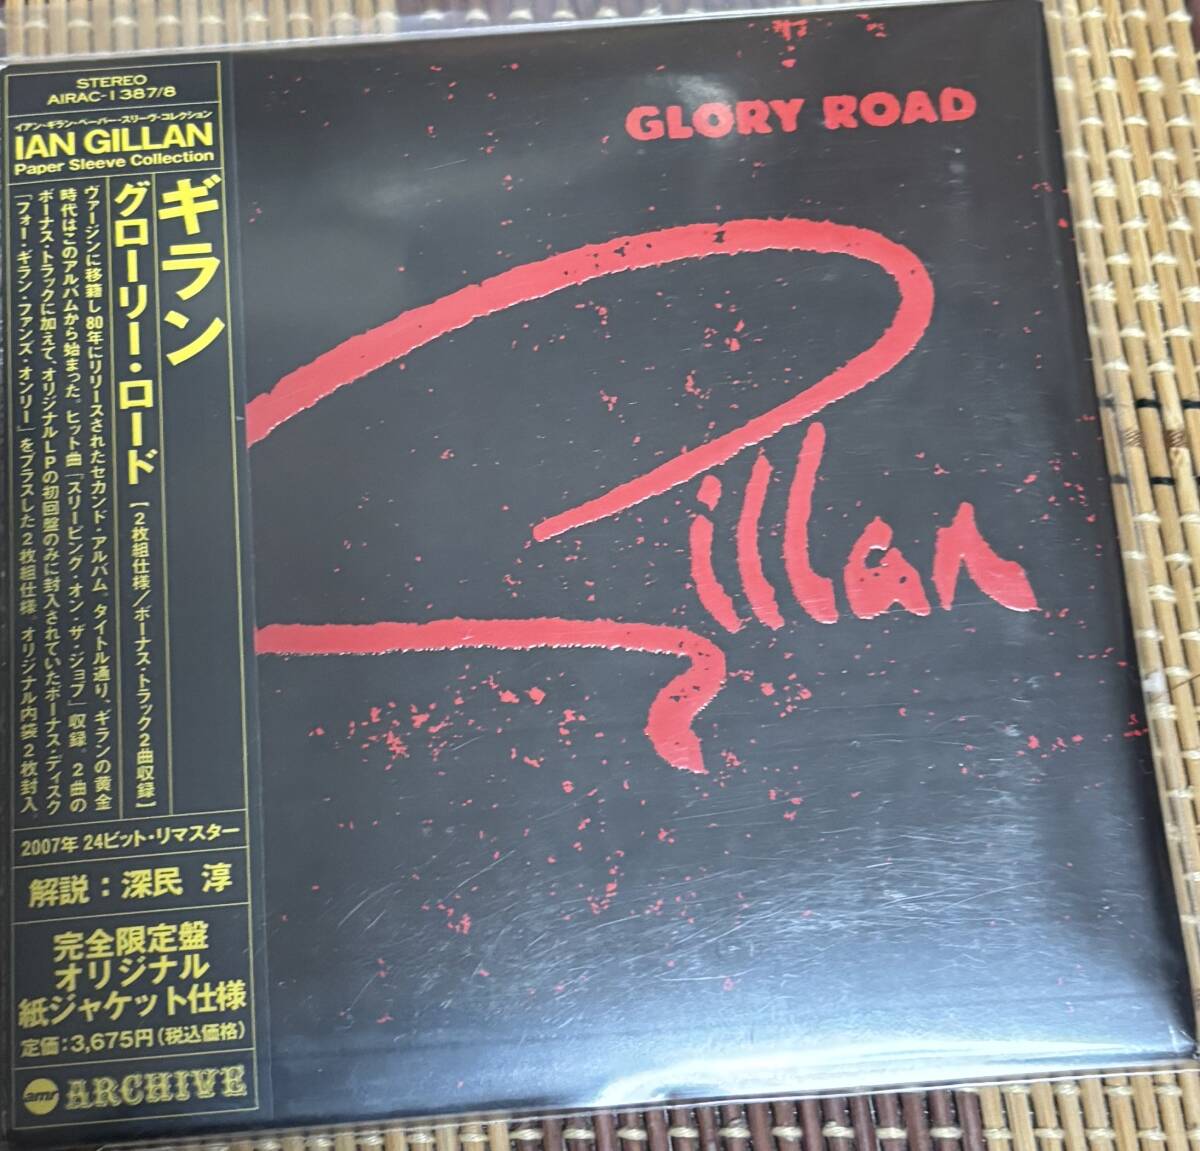 STEREO
AIRAC-1387/8
イアン・ギラン・ペーパー・スリーヴ・コレクション
IAN GILLAN
Paper Sleeve Collection
ギラン
グローリー・ロード
[2枚組仕様/ボーナス・トラック2曲収録]
ヴァージンに移籍し80年にリリースされたセカンド・アルバム。タイトル通り、ギランの黄金
時代はこのアルバムから始まった。ヒット曲「スリーピング・オン・ザ・ジョブ」収録。2曲の
ボーナス・トラックに加えて、オリジナルLPの初回盤のみに封入されていたボーナス・ディスク
「フォー・ギラン・ファンズ・オンリー」をプラスした2枚組仕様。オリジナル内袋2枚封入。
2007年 24ビット・リマスター
解説:深民 淳
完全限定盤
オリジナル
紙ジャケット仕様
定価:3,675円(税込価格)
amr ARCHIVE
GLORY ROAD
Gillan